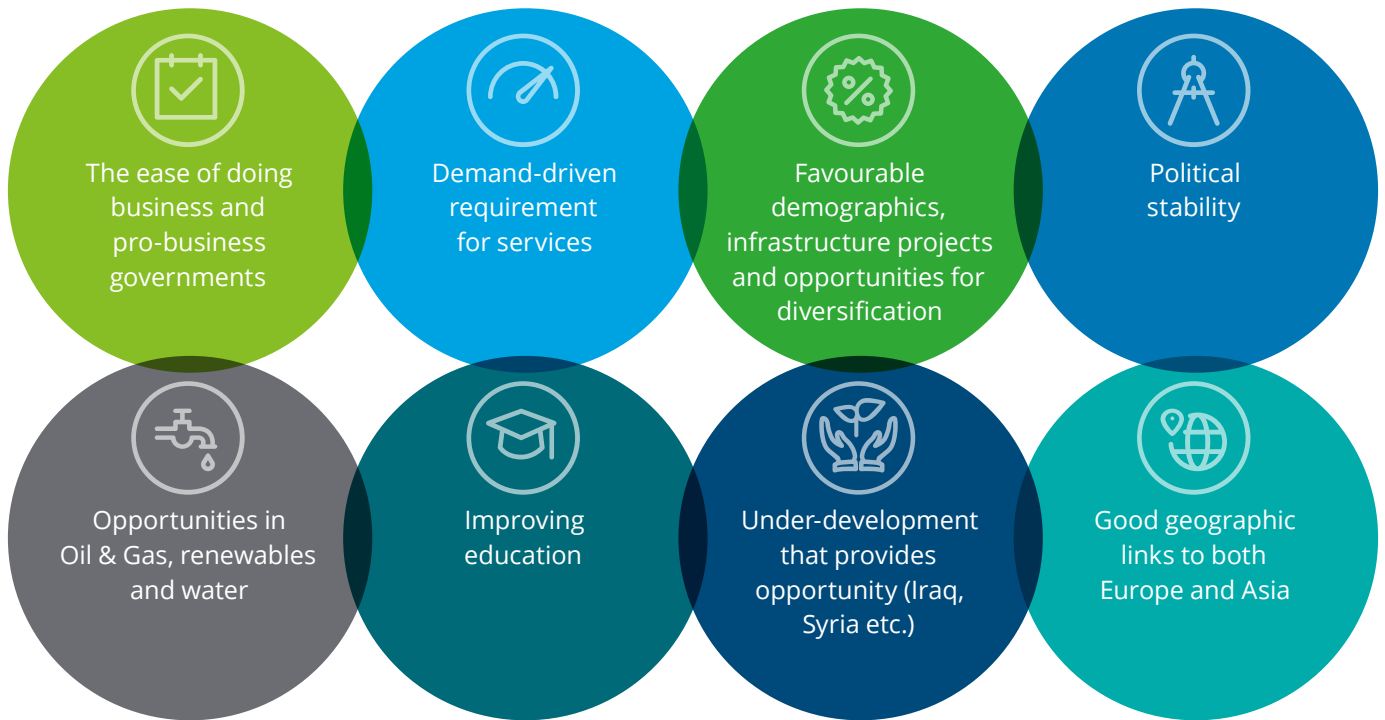 The ease of doing
business and
pro-business
governments
Demand-driven
requirement
for services
Favourable
demographics,
infrastructure projects
and opportunities for
diversification
Political
stability
Opportunities in
Oil & Gas, renewables
and water
Improving
education
Under-development
that provides
opportunity (Iraq,
Syria etc.)
Good geographic
links to both
Europe and Asia